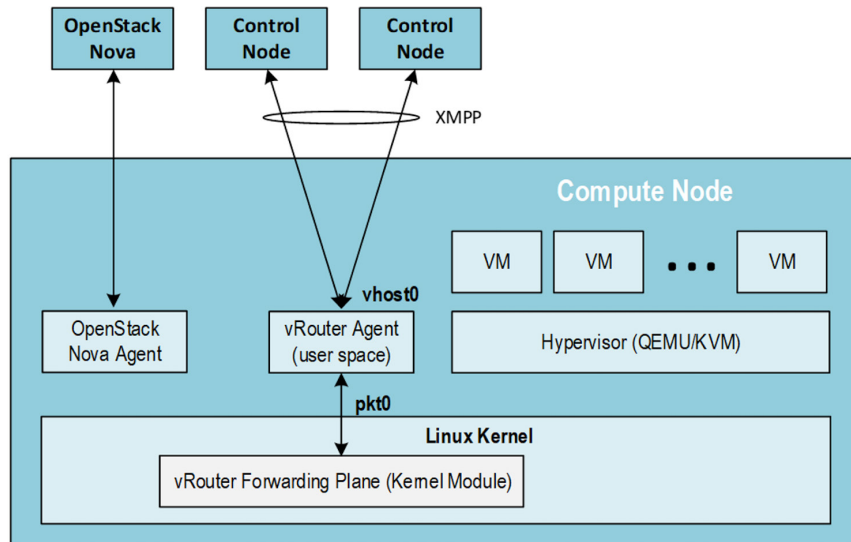 OpenStack
Nova
Control
Node
Control
Node
XMPP
Compute Node
VM
VM
VM
vhost0
OpenStack
Nova Agent
vRouter Agent
(user space)
Hypervisor (QEMU/KVM)
pkt0
Linux Kernel
vRouter Forwarding Plane (Kernel Module)